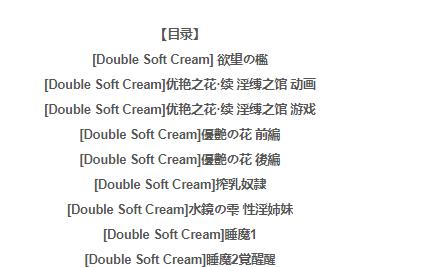 【目录】
[Double Soft Cream] 欲望の檻
[Double Soft Cream]优艳之花·续 淫缚之馆 动画
[Double Soft Cream]优艳之花·续 淫缚之馆 游戏
[Double Soft Cream]優艶の花 前編
[Double Soft Cream]優艶の花 後編
[Double Soft Cream]搾乳奴隷
[Double Soft Cream]水鏡の雫 性淫姉妹
[Double Soft Cream]睡魔1
[Double Soft Cream]睡魔2覚醒醒